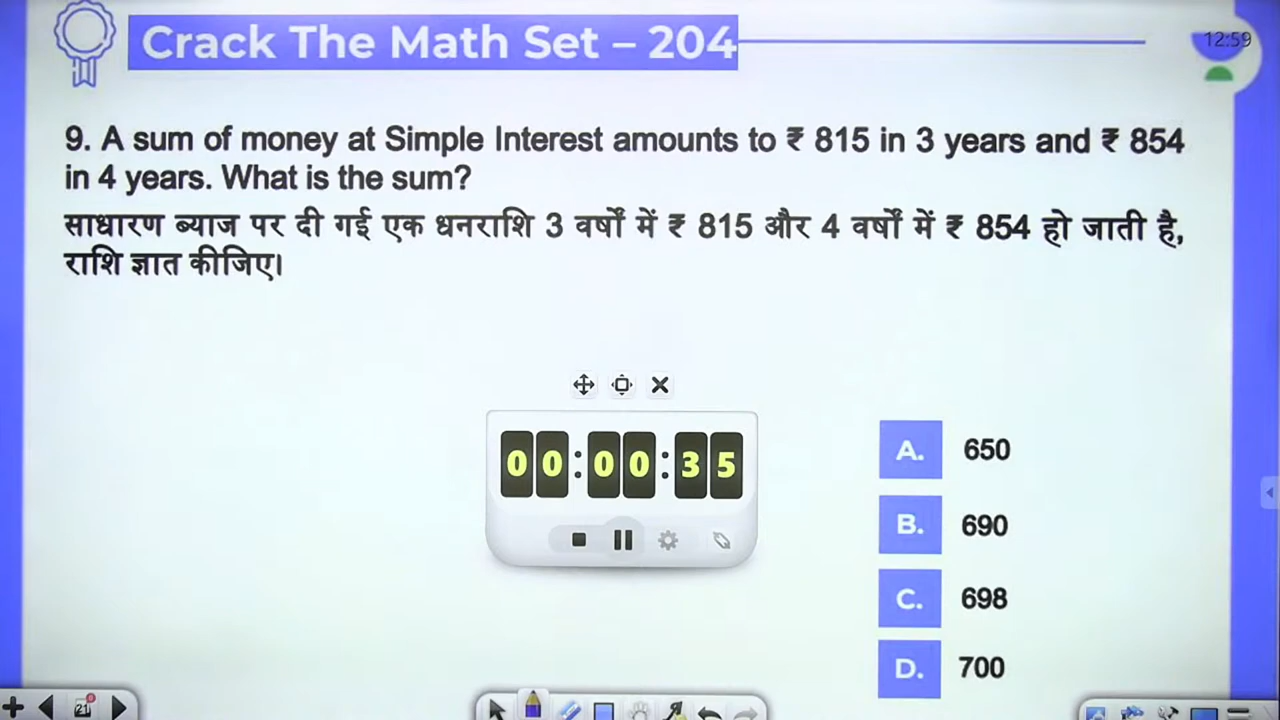 Crack The Math Set – 204
12:59
9. A sum of money at Simple Interest amounts to ₹ 815 in 3 years and ₹ 854
in 4 years. What is the sum?
साधारण ब्याज पर दी गई एक धनराशि 3 वर्षों में ₹ 815 और 4 वर्षों में ₹ 854 हो जाती है,
राशि ज्ञात कीजिए।
00:00:35
A. 650
B. 690
C. 698
D. 700
21